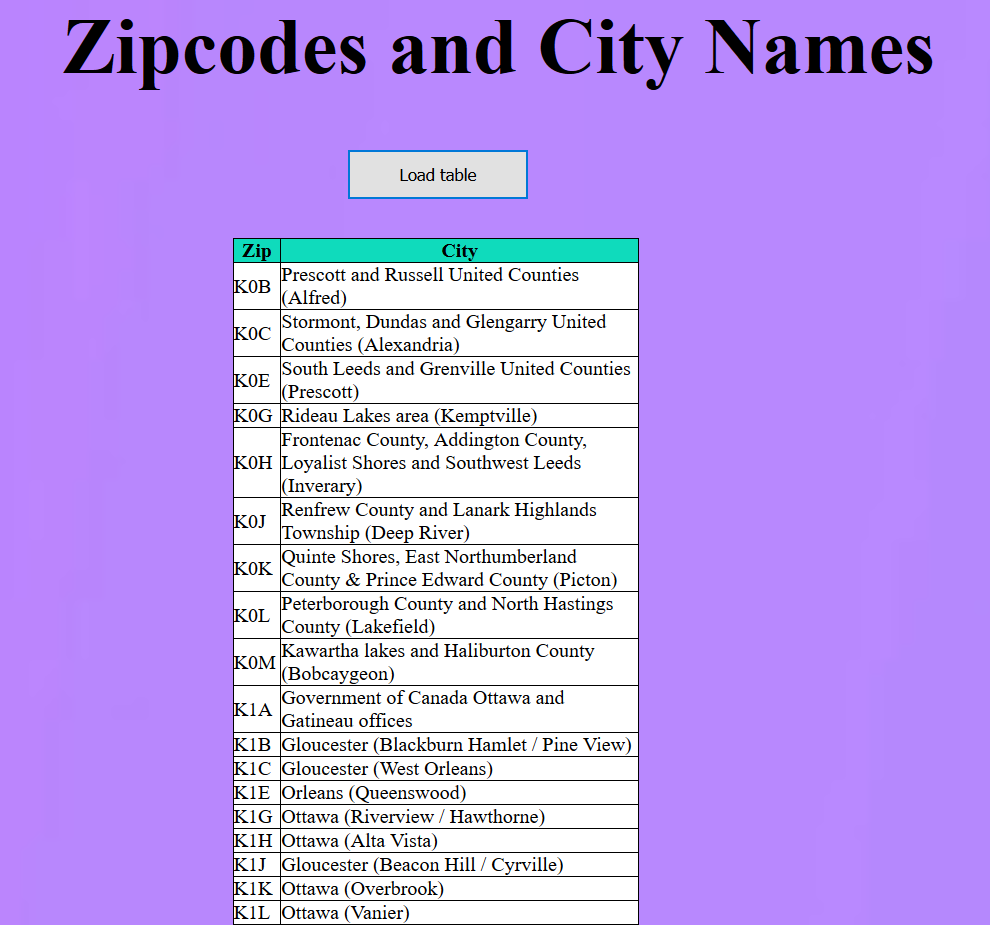 Zipcodes and City Names
Load table
Zip City
K0B Prescott and Russell United Counties
(Alfred)
K0C Stormont, Dundas and Glengarry United
Counties (Alexandria)
K0E South Leeds and Grenville United Counties
(Prescott)
K0G Rideau Lakes area (Kemptville)
K0H Frontenac County, Addington County,
Loyalist Shores and Southwest Leeds
(Inverary)
K0J Renfrew County and Lanark Highlands
Township (Deep River)
K0K Quinte Shores, East Northumberland
County & Prince Edward County (Picton)
K0L Peterborough County and North Hastings
County (Lakefield)
K0M Kawartha lakes and Haliburton County
(Bobcaygeon)
K1A Government of Canada Ottawa and
Gatineau offices
K1B Gloucester (Blackburn Hamlet / Pine View)
K1C Gloucester (West Orleans)
K1E Orleans (Queenswood)
K1G Ottawa (Riverview / Hawthorne)
K1H Ottawa (Alta Vista)
K1J Gloucester (Beacon Hill / Cyrville)
K1K Ottawa (Overbrook)
K1L Ottawa (Vanier)